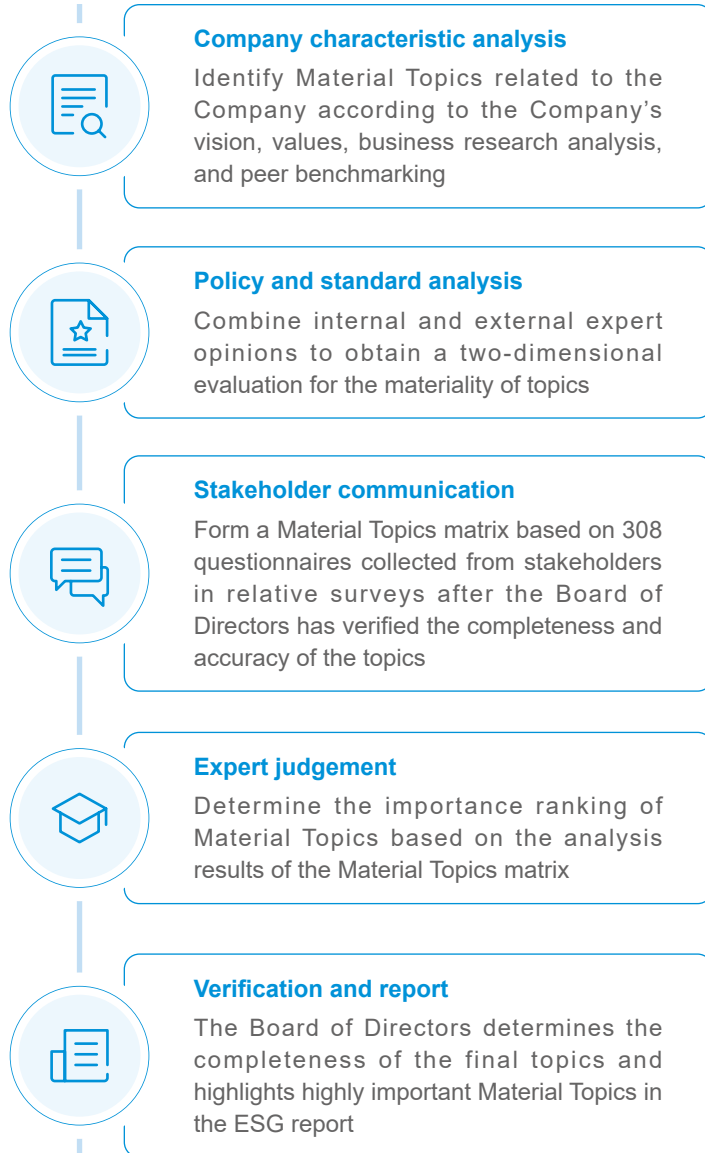 Company characteristic analysis
Identify Material Topics related to the
Company according to the Company’s
vision, values, business research analysis,
and peer benchmarking
Policy and standard analysis
Combine internal and external expert
opinions to obtain a two-dimensional
evaluation for the materiality of topics
Stakeholder communication
Form a Material Topics matrix based on 308
questionnaires collected from stakeholders
in relative surveys after the Board of
Directors has verified the completeness and
accuracy of the topics
Expert judgement
Determine the importance ranking of
Material Topics based on the analysis
results of the Material Topics matrix
Verification and report
The Board of Directors determines the
completeness of the final topics and
highlights highly important Material Topics in
the ESG report